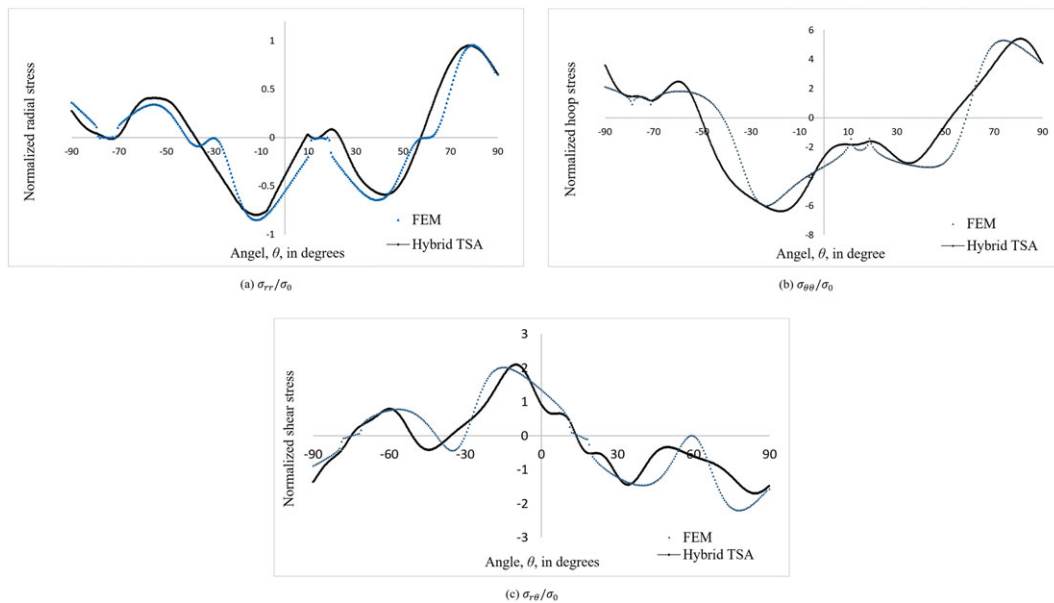 Normalized radial stress
1
0.5
0
-0.5
-1
-90 -70 -50 -30 -10 10 30 50 70 90
FEM
Hybrid TSA
Angel, θ, in degrees
(a) σrr/σ0
Normalized hoop stress
6
4
2
0
-2
-4
-6
-8
-90 -70 -50 -30 -10 10 30 50 70 90
FEM
Hybrid TSA
Angel, θ, in degree
(b) σθθ/σ0
Normalized shear stress
3
2
1
0
-1
-2
-3
-90 -60 -30 0 30 60 90
FEM
Hybrid TSA
Angle, θ, in degrees
(c) σrθ/σ0